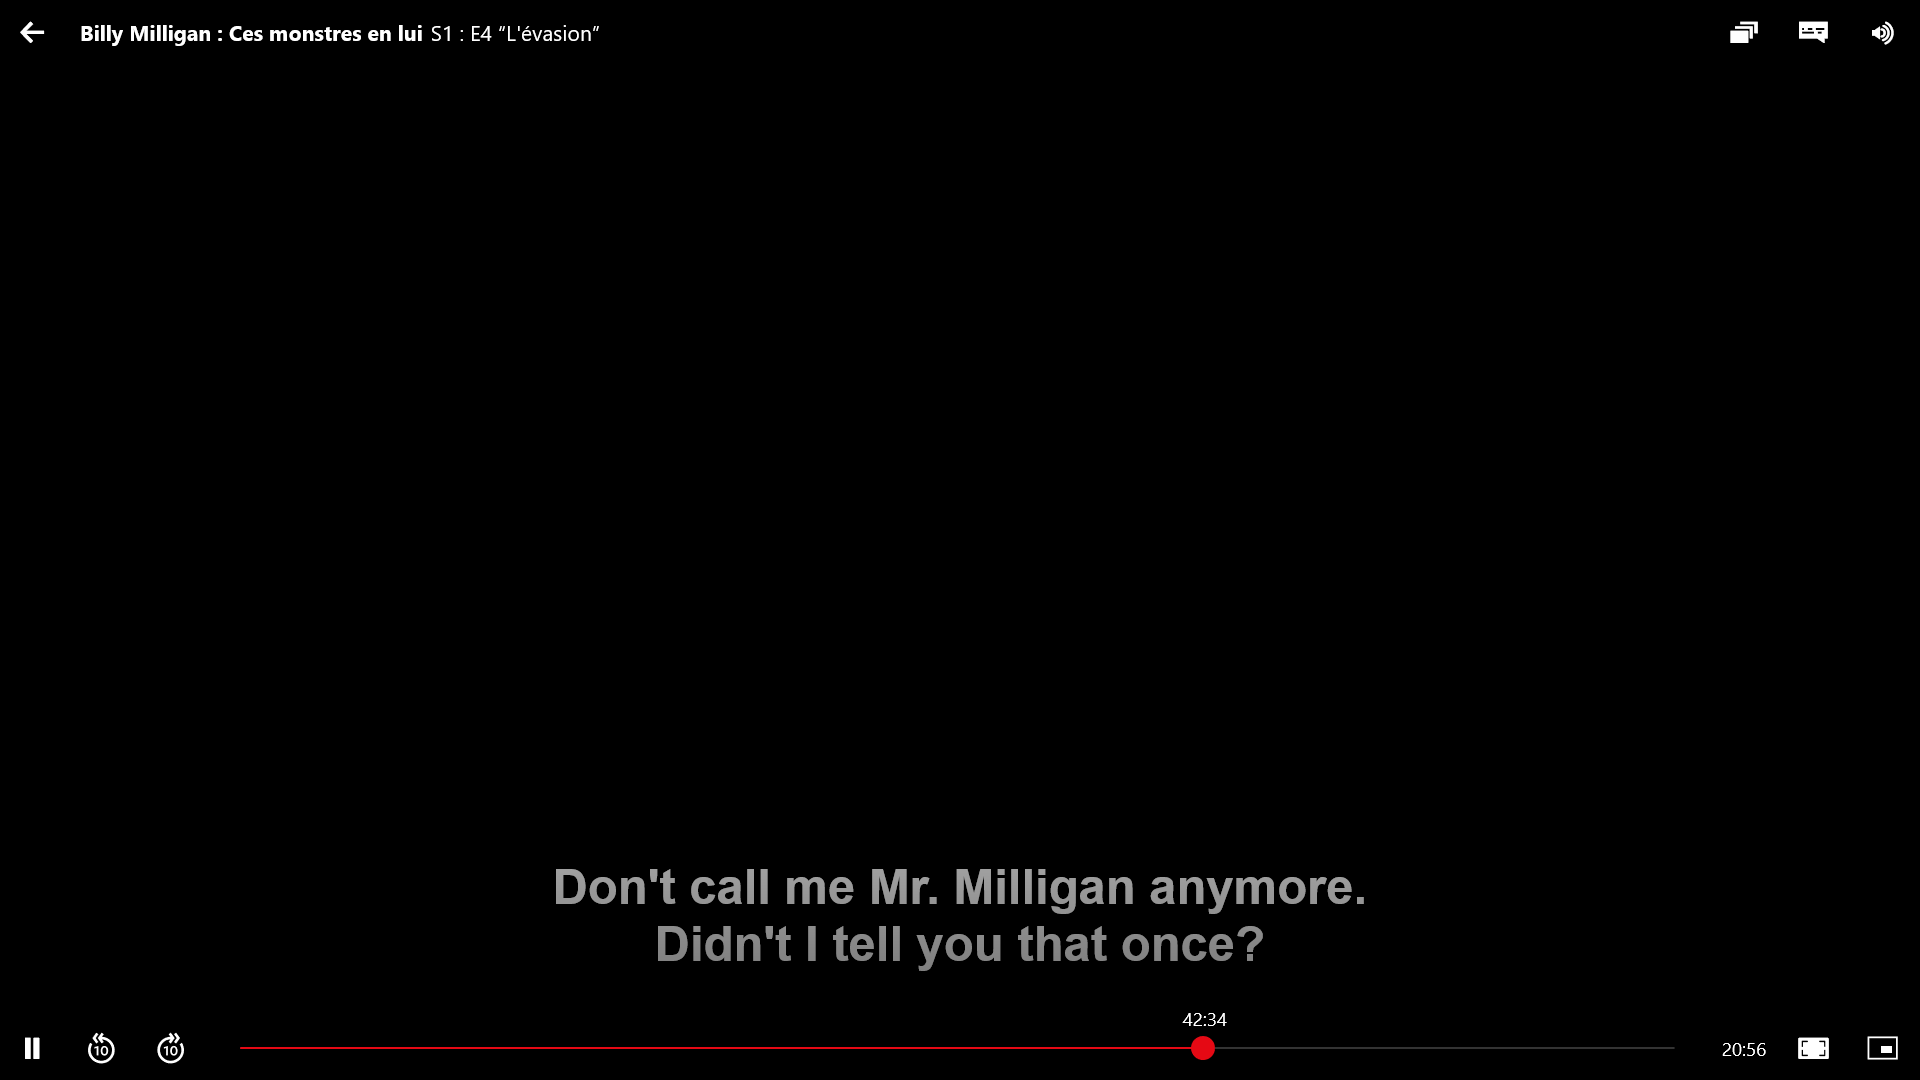 Billy Milligan : Ces monstres en lui S1 : E4 “L'évasion”
Don't call me Mr. Milligan anymore.
Didn't I tell you that once?
42:34
10 10 20:56